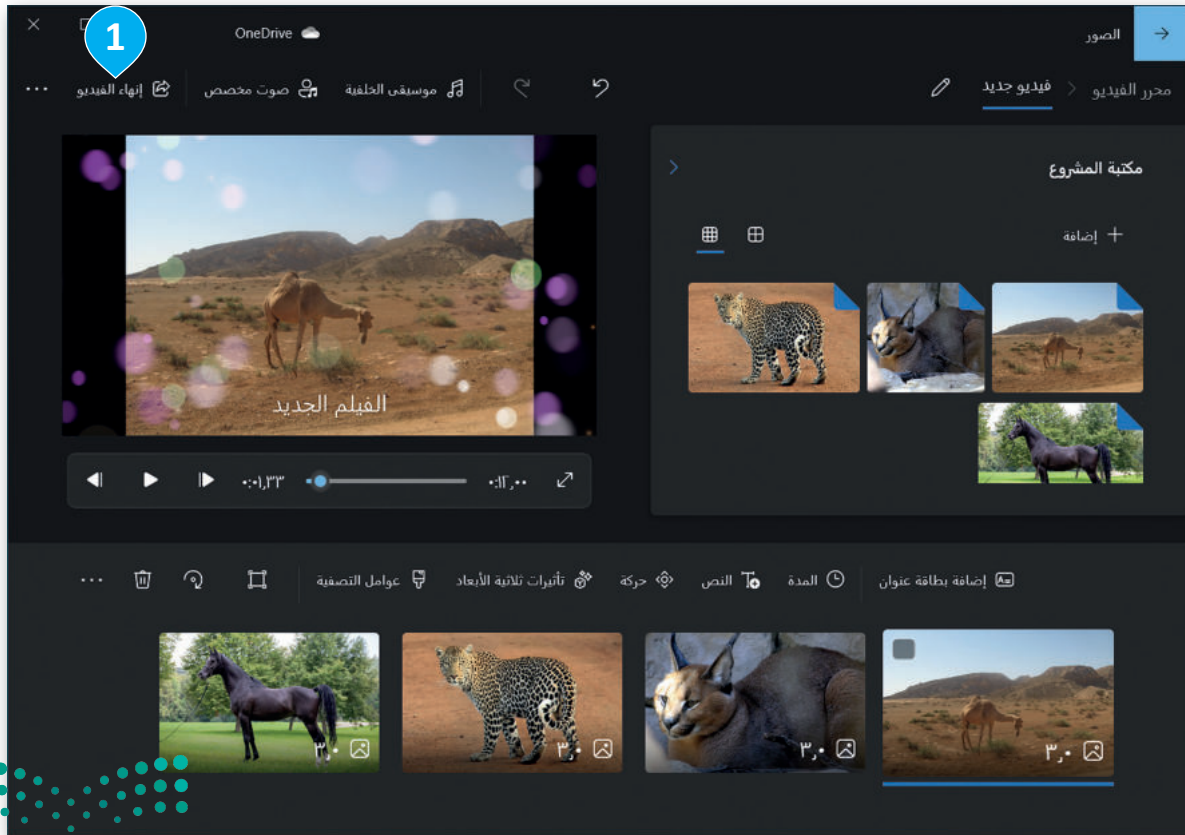 1
الصور
OneDrive
محرر الفيديو
فيديو جديد
موسيقى الخلفية
صوت مخصص
إنهاء الفيديو
مكتبة المشروع
إضافة
الفيلم الجديد
٠:٠١,٣٣
٠:١٢,٠٠
إضافة بطاقة عنوان
المدة
النص
حركة
تأثيرات ثلاثية الأبعاد
عوامل التصفية
٣,٠
٣,٠
٣,٠
٣,٠